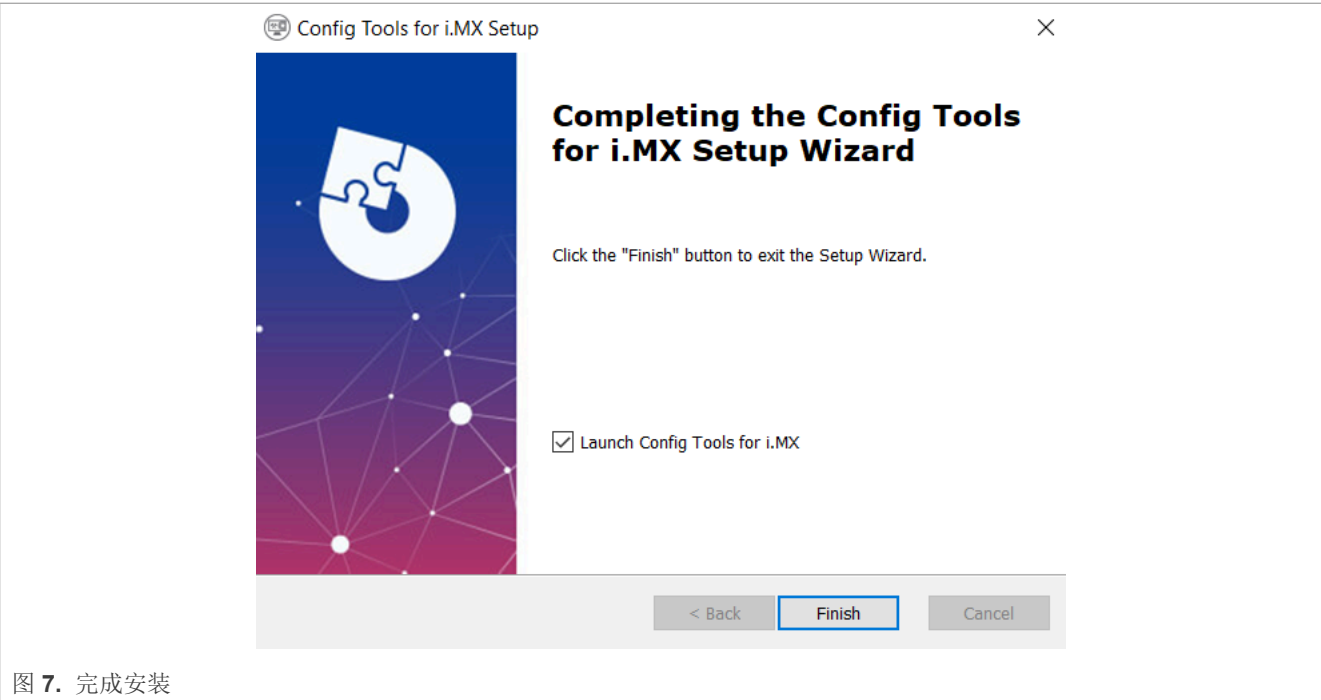 Config Tools for i.MX Setup
Completing the Config Tools
for i.MX Setup Wizard
Click the "Finish" button to exit the Setup Wizard.
Launch Config Tools for i.MX
< Back
Finish
Cancel
图 7. 完成安装